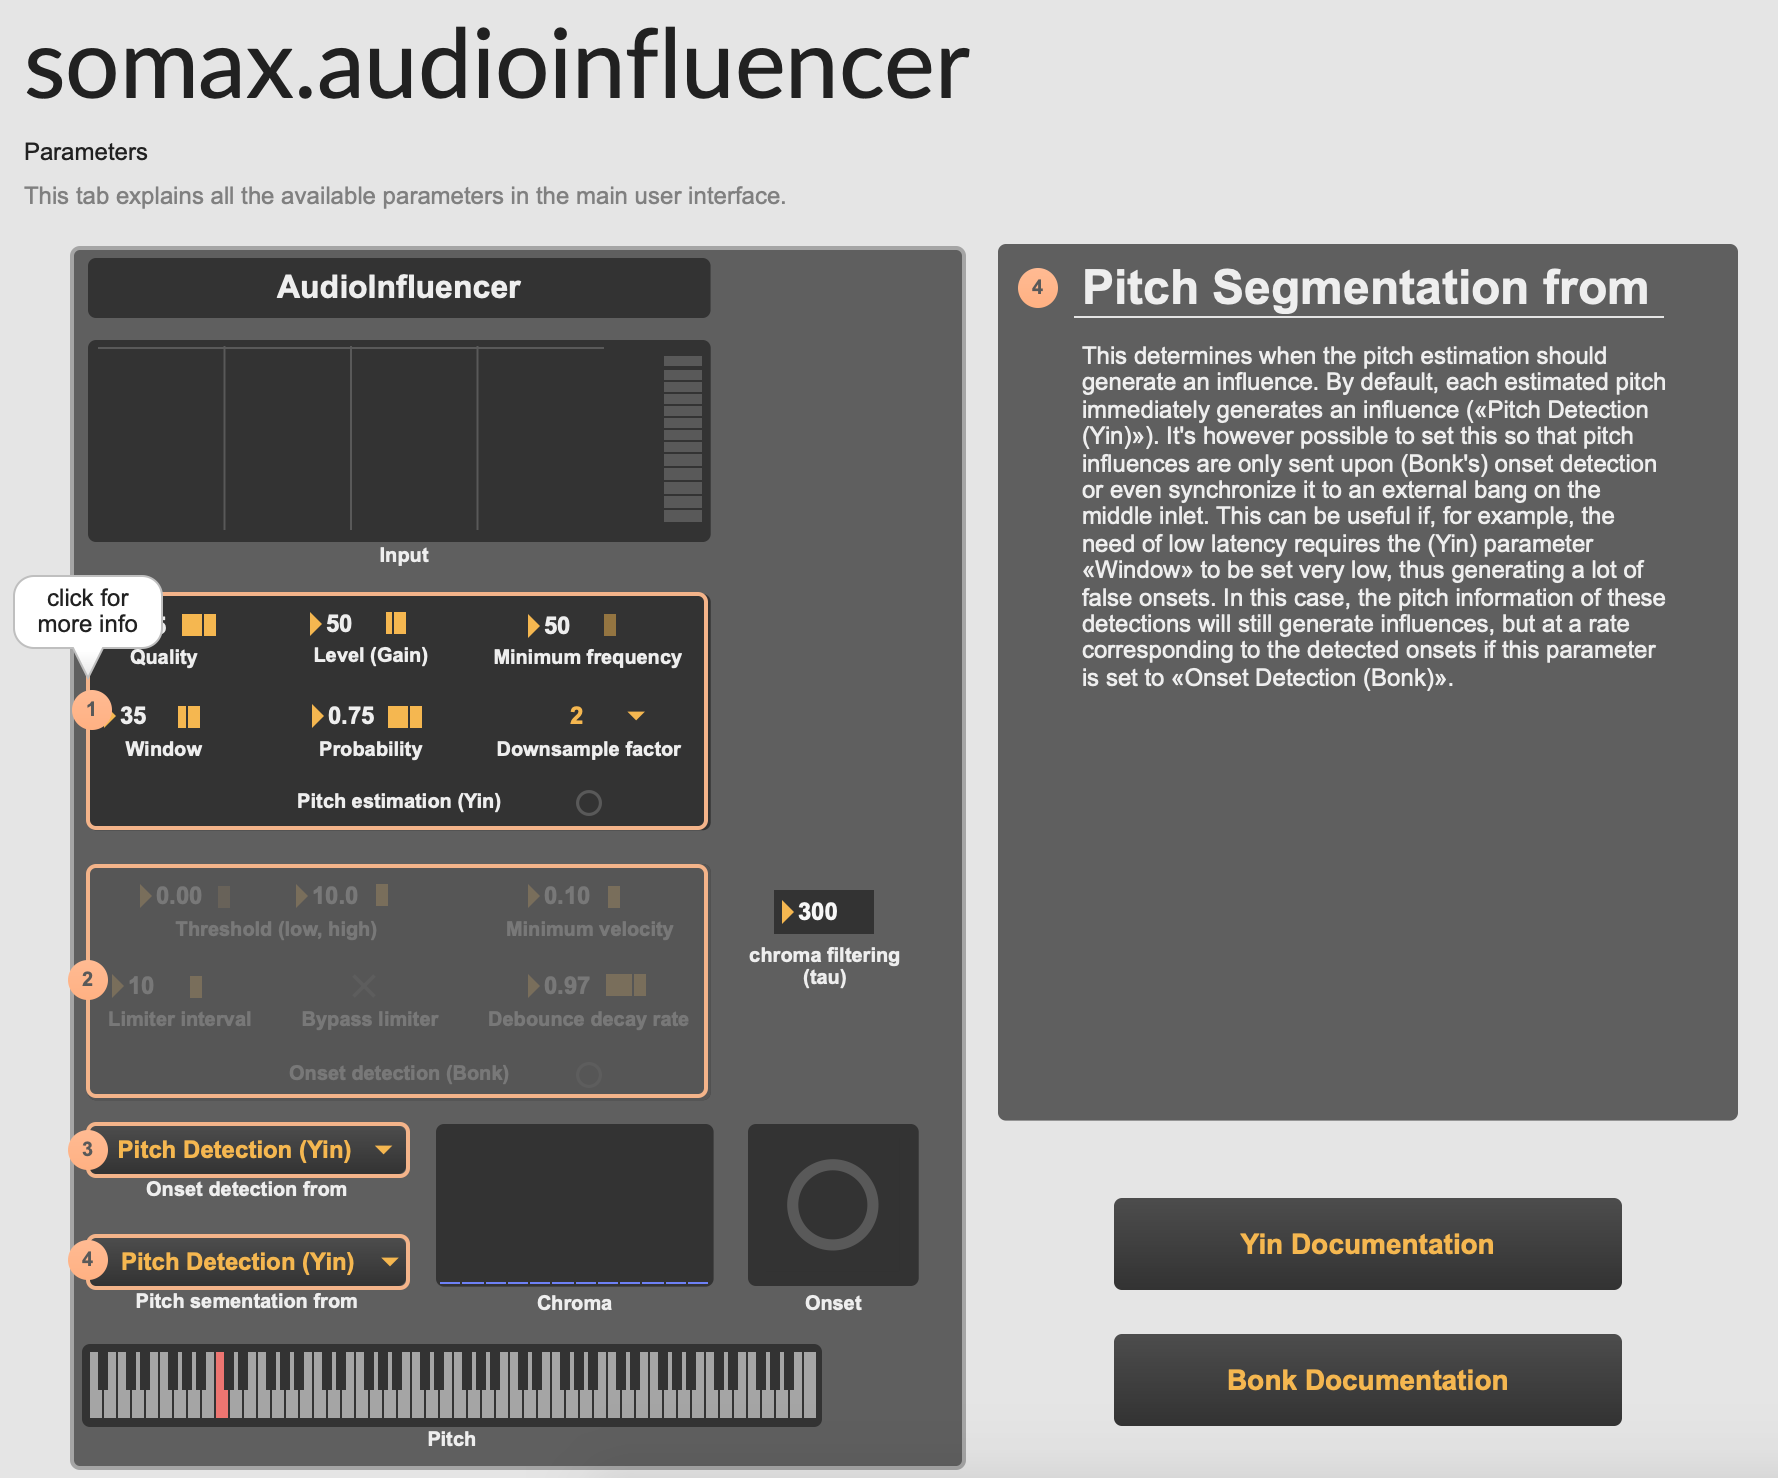 somax.audioinfluencer
Parameters
This tab explains all the available parameters in the main user interface.
AudioInfluencer
Input
click for
more info
50
50
Quality
Level (Gain)
Minimum frequency
1
35
0.75
2
Window
Probability
Downsample factor
Pitch estimation (Yin)
0.00
10.0
0.10
Threshold (low, high)
Minimum velocity
2
10
0.97
Limiter interval
Bypass limiter
Debounce decay rate
Onset detection (Bonk)
300
chroma filtering
(tau)
3
Pitch Detection (Yin)
Onset detection from
4
Pitch Detection (Yin)
Pitch sementation from
Chroma
Onset
Pitch
4
Pitch Segmentation from
This determines when the pitch estimation should
generate an influence. By default, each estimated pitch
immediately generates an influence («Pitch Detection
(Yin)»). It's however possible to set this so that pitch
influences are only sent upon (Bonk's) onset detection
or even synchronize it to an external bang on the
middle inlet. This can be useful if, for example, the
need of low latency requires the (Yin) parameter
«Window» to be set very low, thus generating a lot of
false onsets. In this case, the pitch information of these
detections will still generate influences, but at a rate
corresponding to the detected onsets if this parameter
is set to «Onset Detection (Bonk)».
Yin Documentation
Bonk Documentation